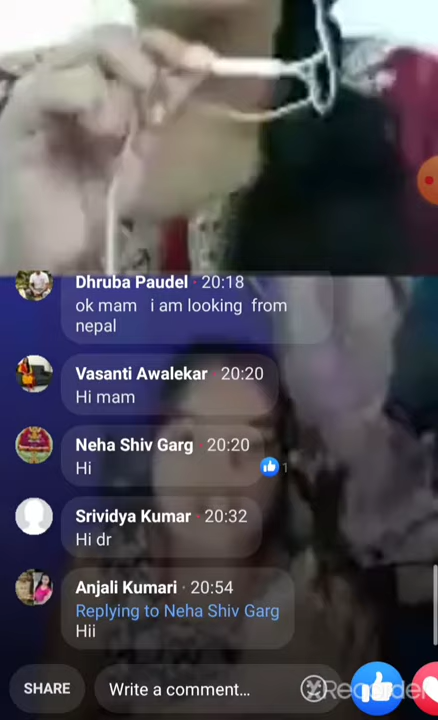 Dhruba Paudel · 20:18
ok mam i am looking from
nepal
Vasanti Awalekar · 20:20
Hi mam
Neha Shiv Garg · 20:20
Hi
1
Srividya Kumar · 20:32
Hi dr
Anjali Kumari · 20:54
Replying to Neha Shiv Garg
Hii
SHARE
Write a comment...
Recorder